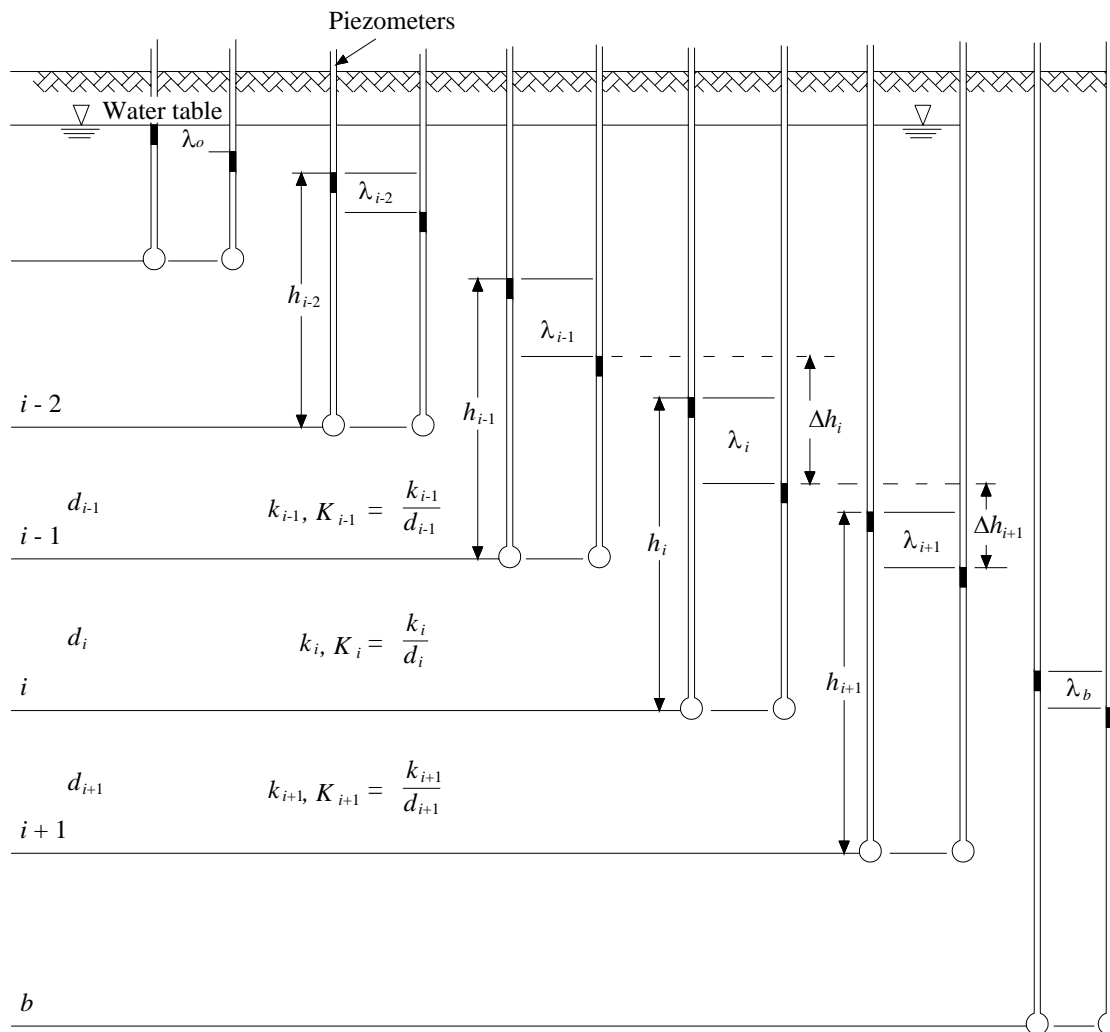 Piezometers
Water table
λ₀
λᵢ₋₂
hᵢ₋₂
λᵢ₋₁
i - 2
hᵢ₋₁
Δhᵢ
λᵢ
dᵢ₋₁
kᵢ₋₁, Kᵢ₋₁ = kᵢ₋₁/dᵢ₋₁
i - 1
hᵢ
λᵢ₊₁
Δhᵢ₊₁
dᵢ
kᵢ, Kᵢ = kᵢ/dᵢ
i
hᵢ₊₁
λ_b
dᵢ₊₁
kᵢ₊₁, Kᵢ₊₁ = kᵢ₊₁/dᵢ₊₁
i + 1
b